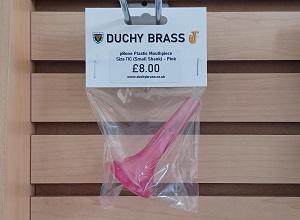 DUCHY BRASS
pBone Plastic Mouthpiece
Size 11C (Small Shank) - Pink
£8.00
www.duchybrass.co.uk